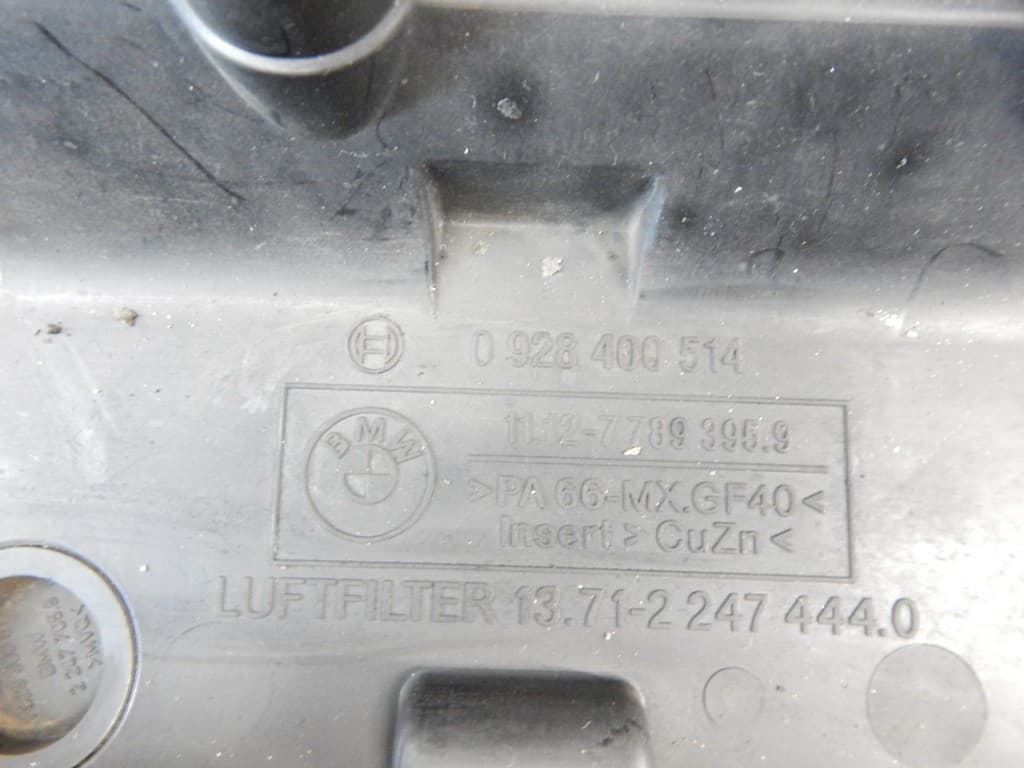 0 928 400 514
BMW
11.12-7 789 395.9
>PA 66-MX.GF40<
Insert > CuZn <
LUFTFILTER 13.71-2 247 444.0
BMW